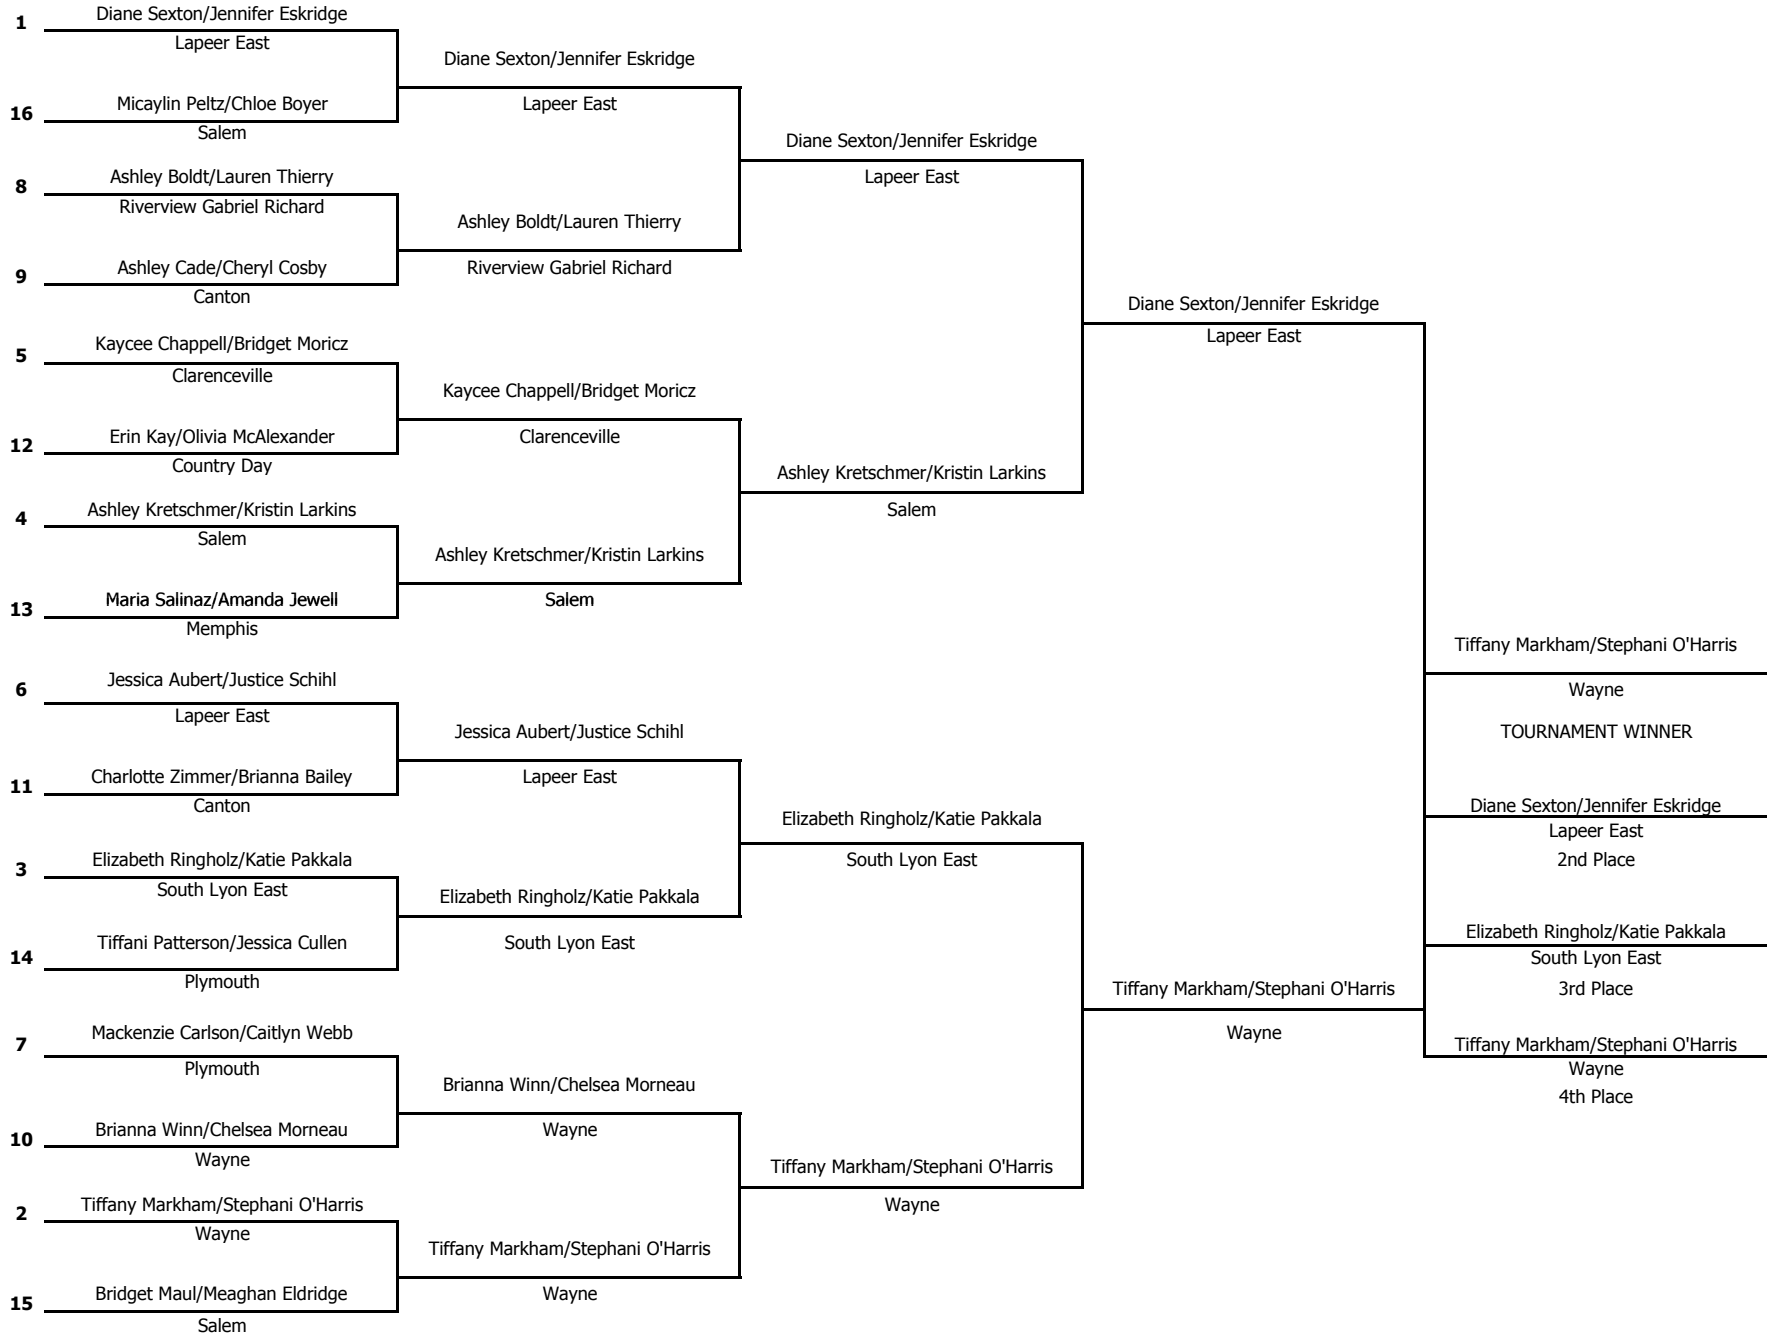 1
Diane Sexton/Jennifer Eskridge
Lapeer East
16
Micaylin Peltz/Chloe Boyer
Salem
8
Ashley Boldt/Lauren Thierry
Riverview Gabriel Richard
9
Ashley Cade/Cheryl Cosby
Canton
5
Kaycee Chappell/Bridget Moricz
Clarenceville
12
Erin Kay/Olivia McAlexander
Country Day
4
Ashley Kretschmer/Kristin Larkins
Salem
13
Maria Salinaz/Amanda Jewell
Memphis
6
Jessica Aubert/Justice Schihl
Lapeer East
11
Charlotte Zimmer/Brianna Bailey
Canton
3
Elizabeth Ringholz/Katie Pakkala
South Lyon East
14
Tiffani Patterson/Jessica Cullen
Plymouth
7
Mackenzie Carlson/Caitlyn Webb
Plymouth
10
Brianna Winn/Chelsea Morneau
Wayne
2
Tiffany Markham/Stephani O'Harris
Wayne
15
Bridget Maul/Meaghan Eldridge
Salem
Diane Sexton/Jennifer Eskridge
Lapeer East
Ashley Boldt/Lauren Thierry
Riverview Gabriel Richard
Kaycee Chappell/Bridget Moricz
Clarenceville
Ashley Kretschmer/Kristin Larkins
Salem
Jessica Aubert/Justice Schihl
Lapeer East
Elizabeth Ringholz/Katie Pakkala
South Lyon East
Brianna Winn/Chelsea Morneau
Wayne
Tiffany Markham/Stephani O'Harris
Wayne
Diane Sexton/Jennifer Eskridge
Lapeer East
Ashley Kretschmer/Kristin Larkins
Salem
Elizabeth Ringholz/Katie Pakkala
South Lyon East
Tiffany Markham/Stephani O'Harris
Wayne
Diane Sexton/Jennifer Eskridge
Lapeer East
Tiffany Markham/Stephani O'Harris
Wayne
Tiffany Markham/Stephani O'Harris
Wayne
TOURNAMENT WINNER
Diane Sexton/Jennifer Eskridge
Lapeer East
2nd Place
Elizabeth Ringholz/Katie Pakkala
South Lyon East
3rd Place
Tiffany Markham/Stephani O'Harris
Wayne
4th Place